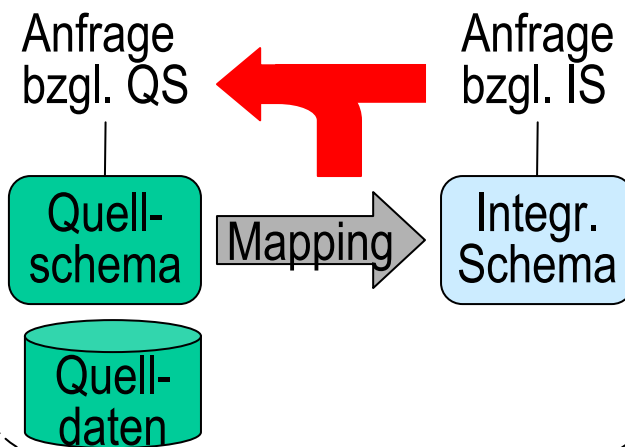 Anfrage
bzgl. QS
Anfrage
bzgl. IS
Quell-
schema
Mapping
Integr.
Schema
Quell-
daten